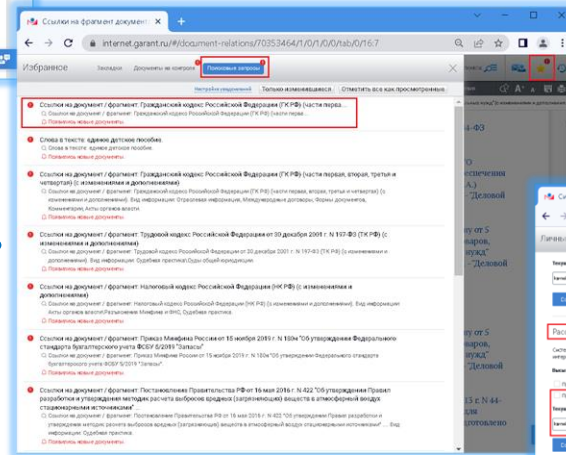 Ссылки на фрагмент документ
internet.garant.ru/#/document-relations/70353464/1/0/1/0/0/tab/0/16:7
Избранное Закладки Документы на контроле Поисковые запросы
Настройка уведомлений Только изменившиеся Отметить все как просмотренные
Ссылки на документ / фрагмент: Гражданский кодекс Российской Федерации (ГК РФ) (части перва...
Ссылки на документ / фрагмент: Гражданский кодекс Российской Федерации (ГК РФ) (части перва...
Появились новые документы
Слова в тексте: единое детское пособие
Слова в тексте: единое детское пособие
Появились новые документы
Ссылки на документ / фрагмент: Гражданский кодекс Российской Федерации (ГК РФ) (части первая, вторая, третья и
четвертая) (с изменениями и дополнениями)
Ссылки на документ / фрагмент: Гражданский кодекс Российской Федерации (ГК РФ) (части первая, вторая, третья и четвертая) (с
изменениями и дополнениями). Вид информации: Отраслевая информация, Международные договоры, Формы документов,
Комментарии, Акты органов власти
Появились новые документы
Ссылки на документ / фрагмент: Трудовой кодекс Российской Федерации от 30 декабря 2001 г. N 197-ФЗ (ТК РФ) (с
изменениями и дополнениями)
Ссылки на документ / фрагмент: Трудовой кодекс Российской Федерации от 30 декабря 2001 г. N 197-ФЗ (ТК РФ) (с изменениями и
дополнениями). Вид информации: Судебная практика\Суды общей юрисдикции
Появились новые документы
Ссылки на документ / фрагмент: Налоговый кодекс Российской Федерации (НК РФ) (с изменениями и
дополнениями)
Ссылки на документ / фрагмент: Налоговый кодекс Российской Федерации (НК РФ) (с изменениями и дополнениями). Вид информации:
Акты органов власти\Разъяснения Минфина и ФНС, Судебная практика
Появились новые документы
Ссылки на документ / фрагмент: Приказ Минфина России от 15 ноября 2019 г. N 180н "Об утверждении Федерального
стандарта бухгалтерского учета ФСБУ 5/2019 "Запасы"
Ссылки на документ / фрагмент: Приказ Минфина России от 15 ноября 2019 г. N 180н "Об утверждении Федерального стандарта
бухгалтерского учета ФСБУ 5/2019 "Запасы"
Появились новые документы
Ссылки на документ / фрагмент: Постановление Правительства РФ от 16 мая 2016 г. N 422 "Об утверждении Правил
разработки и утверждения методик расчета выбросов вредных (загрязняющих) веществ в атмосферный воздух
стационарными источниками" ...
Ссылки на документ / фрагмент: Постановление Правительства РФ от 16 мая 2016 г. N 422 "Об утверждении Правил разработки и
утверждения методик расчета выбросов вредных (загрязняющих) веществ в атмосферный воздух стационарными источниками" ... Вид
информации: Судебная практика
Появились новые документы